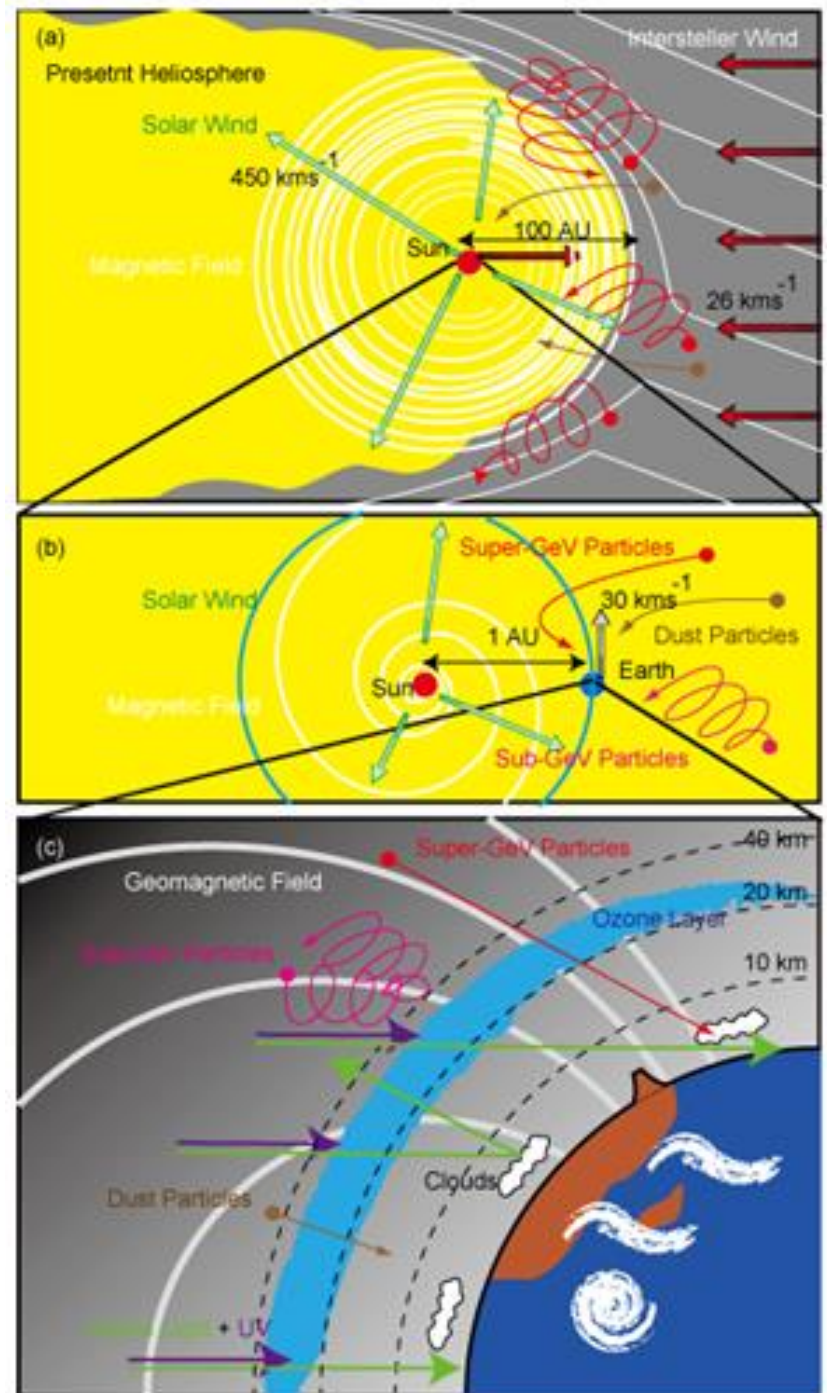 (a)
Intersteller Wind
Presetnt Heliosphere
Solar Wind
450 kms-1
100 AU
Sun
Magnetic Field
26 kms-1
(b)
Super-GeV Particles
Solar Wind
30 kms-1
1 AU
Dust Particles
Earth
Sun
Magnetic Field
Sub-GeV Particles
(c)
Super-GeV Particles
40 km
Geomagnetic Field
20 km
Ozone Layer
Particles
10 km
Clouds
Dust Particles
+ UV